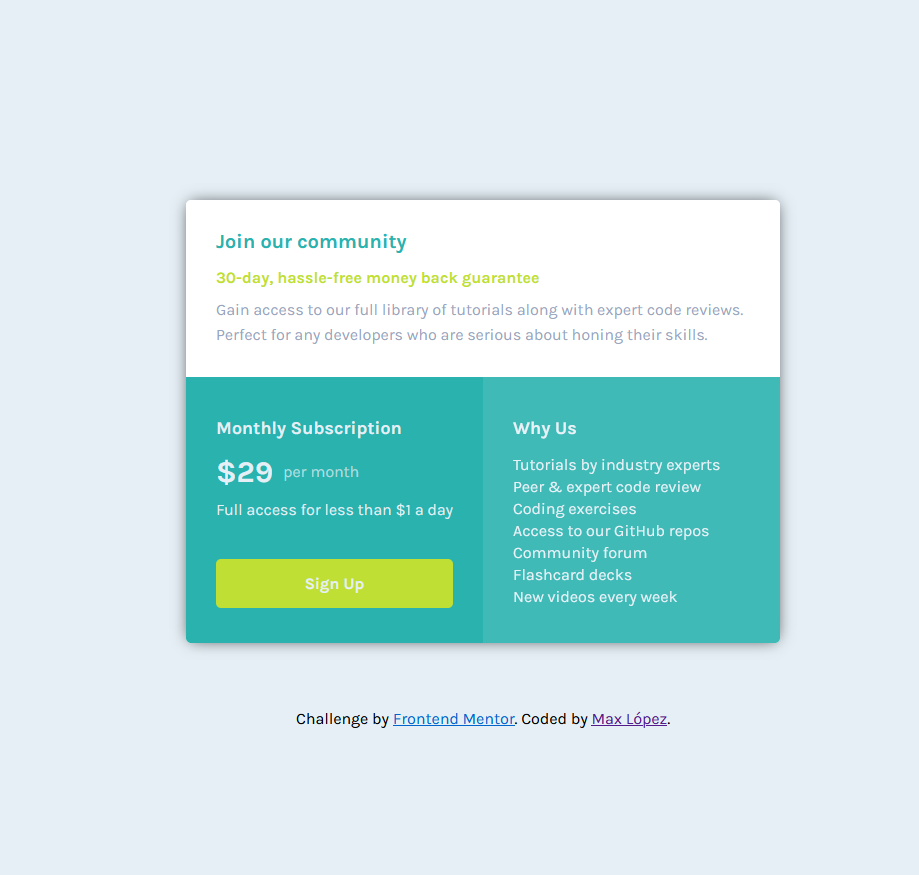 Join our community
30-day, hassle-free money back guarantee
Gain access to our full library of tutorials along with expert code reviews.
Perfect for any developers who are serious about honing their skills.
Monthly Subscription
$29 per month
Full access for less than $1 a day
Sign Up
Why Us
Tutorials by industry experts
Peer & expert code review
Coding exercises
Access to our GitHub repos
Community forum
Flashcard decks
New videos every week
Challenge by Frontend Mentor. Coded by Max López.